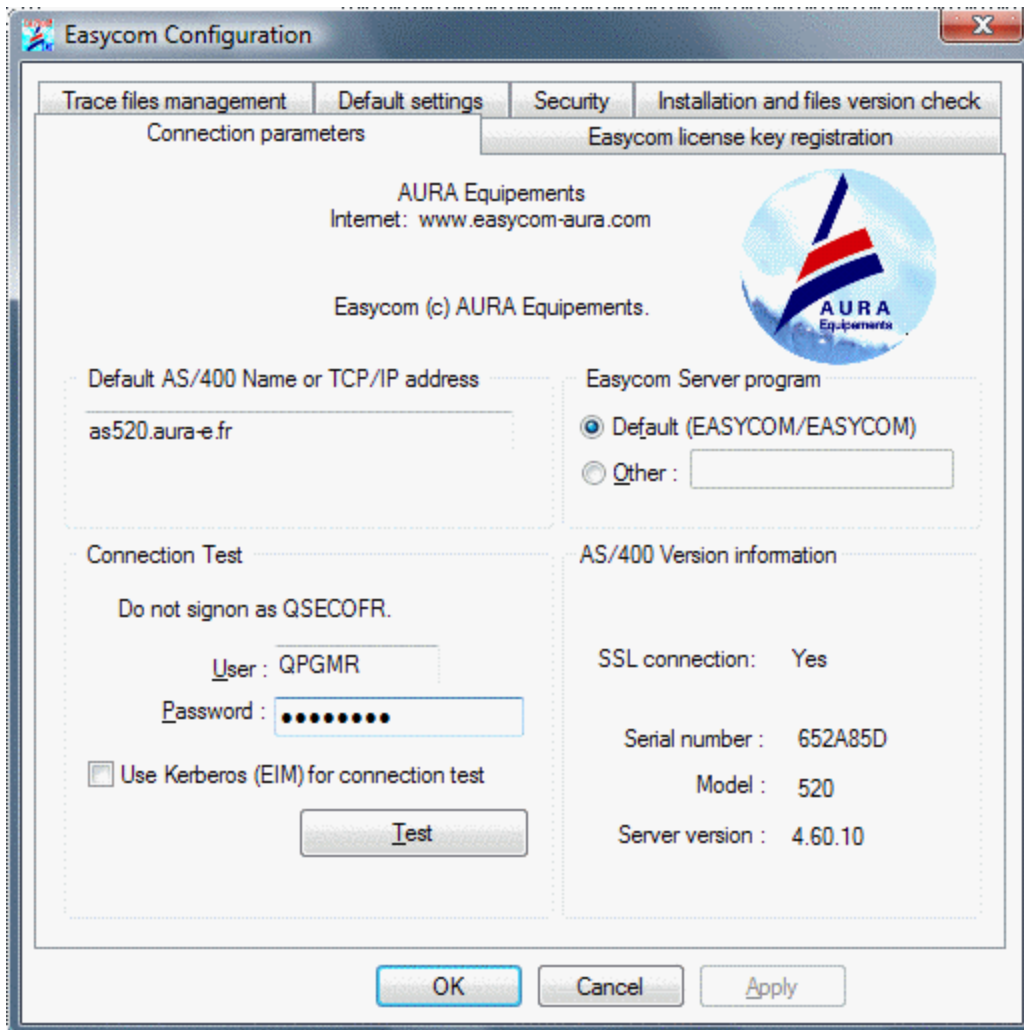 Easycom Configuration
Trace files management
Default settings
Security
Installation and files version check
Connection parameters
Easycom license key registration
AURA Equipements
Internet: www.easycom-aura.com
AURA
Equipements
Easycom (c) AURA Equipements.
Default AS/400 Name or TCP/IP address
as520.aura-e.fr
Easycom Server program
Default (EASYCOM/EASYCOM)
Other :
Connection Test
Do not signon as QSECOFR.
User : QPGMR
Password : ••••••••
Use Kerberos (EIM) for connection test
Test
AS/400 Version information
SSL connection: Yes
Serial number : 652A85D
Model : 520
Server version : 4.60.10
OK
Cancel
Apply